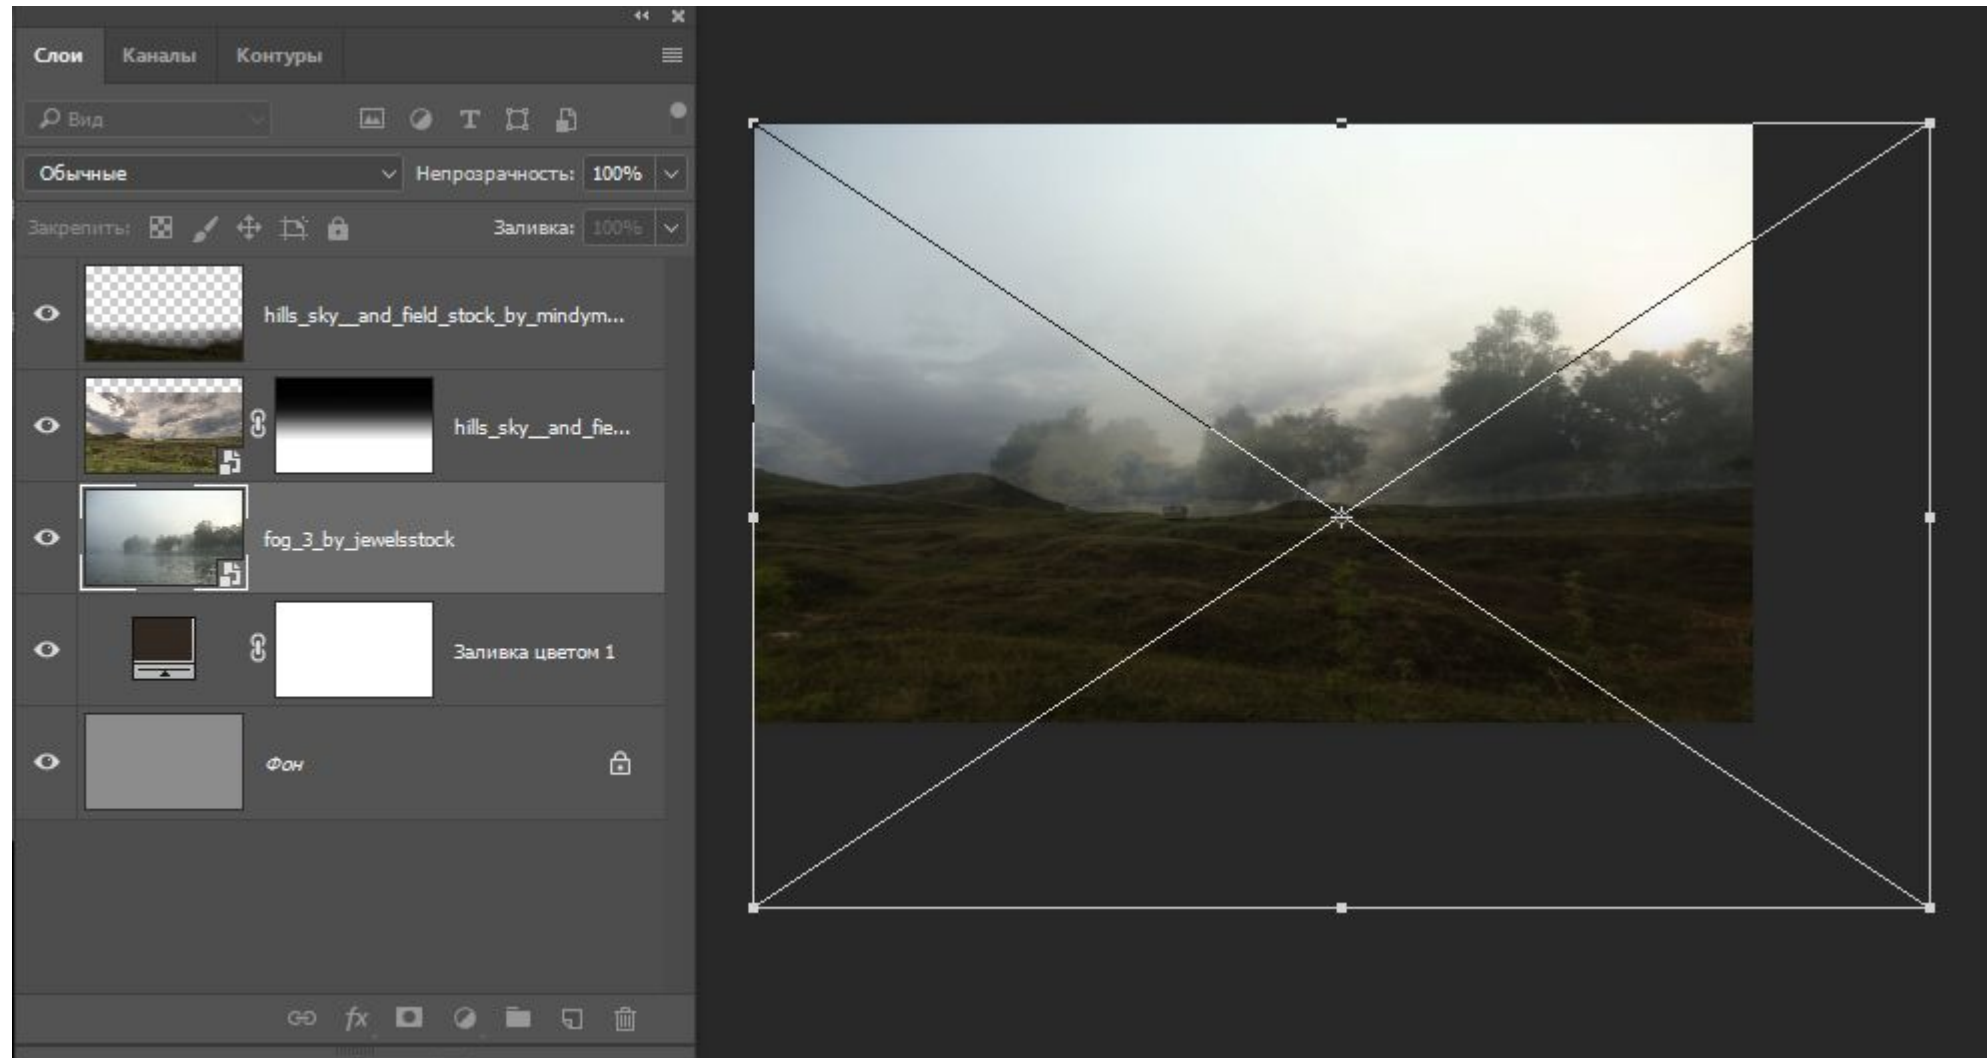 Слои Каналы Контуры
Вид
Обычные Непрозрачность: 100%
Закрепить: Заливка: 100%
hills_sky__and_field_stock_by_mindym...
hills_sky__and_fie...
fog_3_by_jewelsstock
Заливка цветом 1
Фон